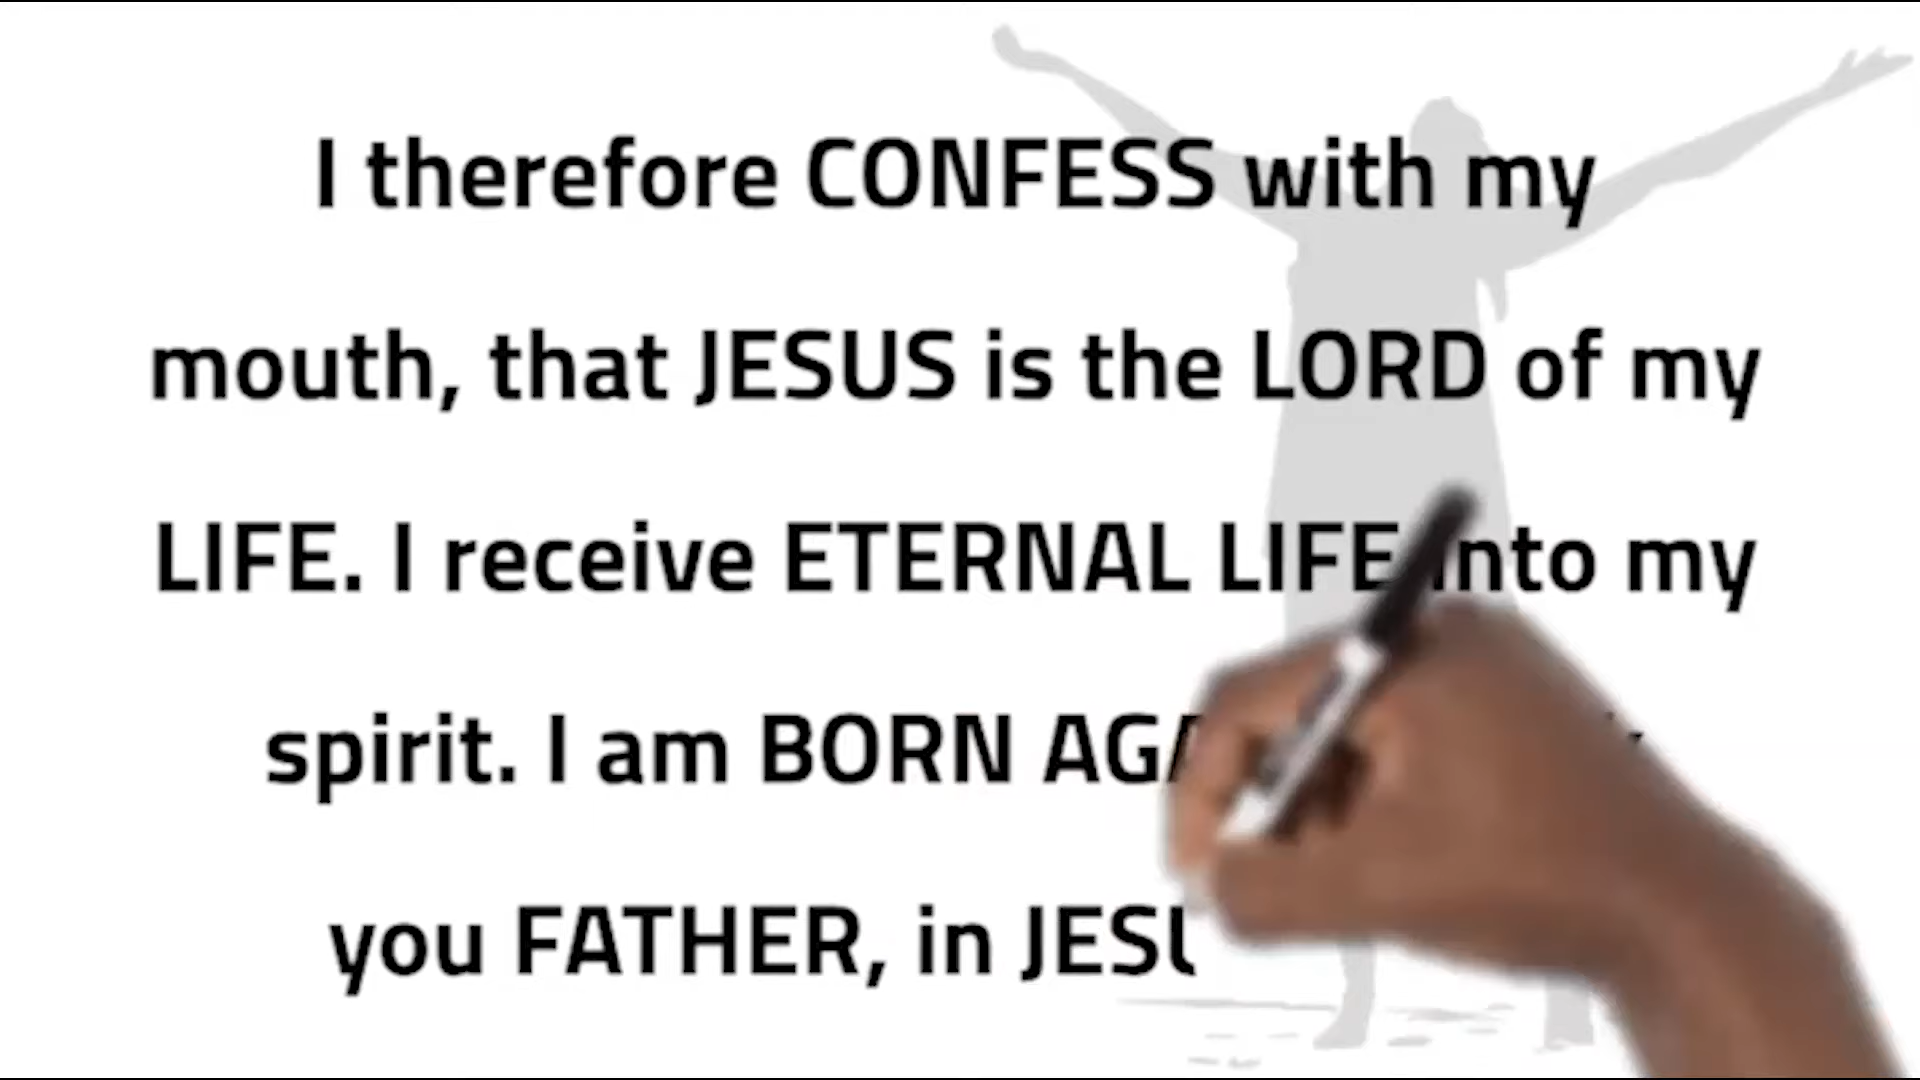 I therefore CONFESS with my
mouth, that JESUS is the LORD of my
LIFE. I receive ETERNAL LIFE into my
spirit. I am BORN
you FATHER, in